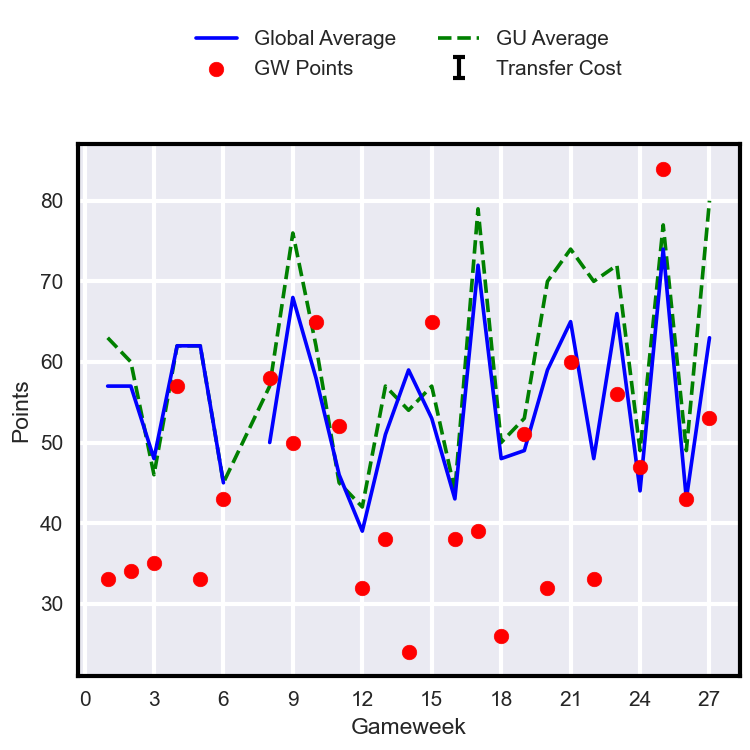 Global Average
GU Average
GW Points
Transfer Cost
80
70
60
50
40
30
Points
0 3 6 9 12 15 18 21 24 27
Gameweek